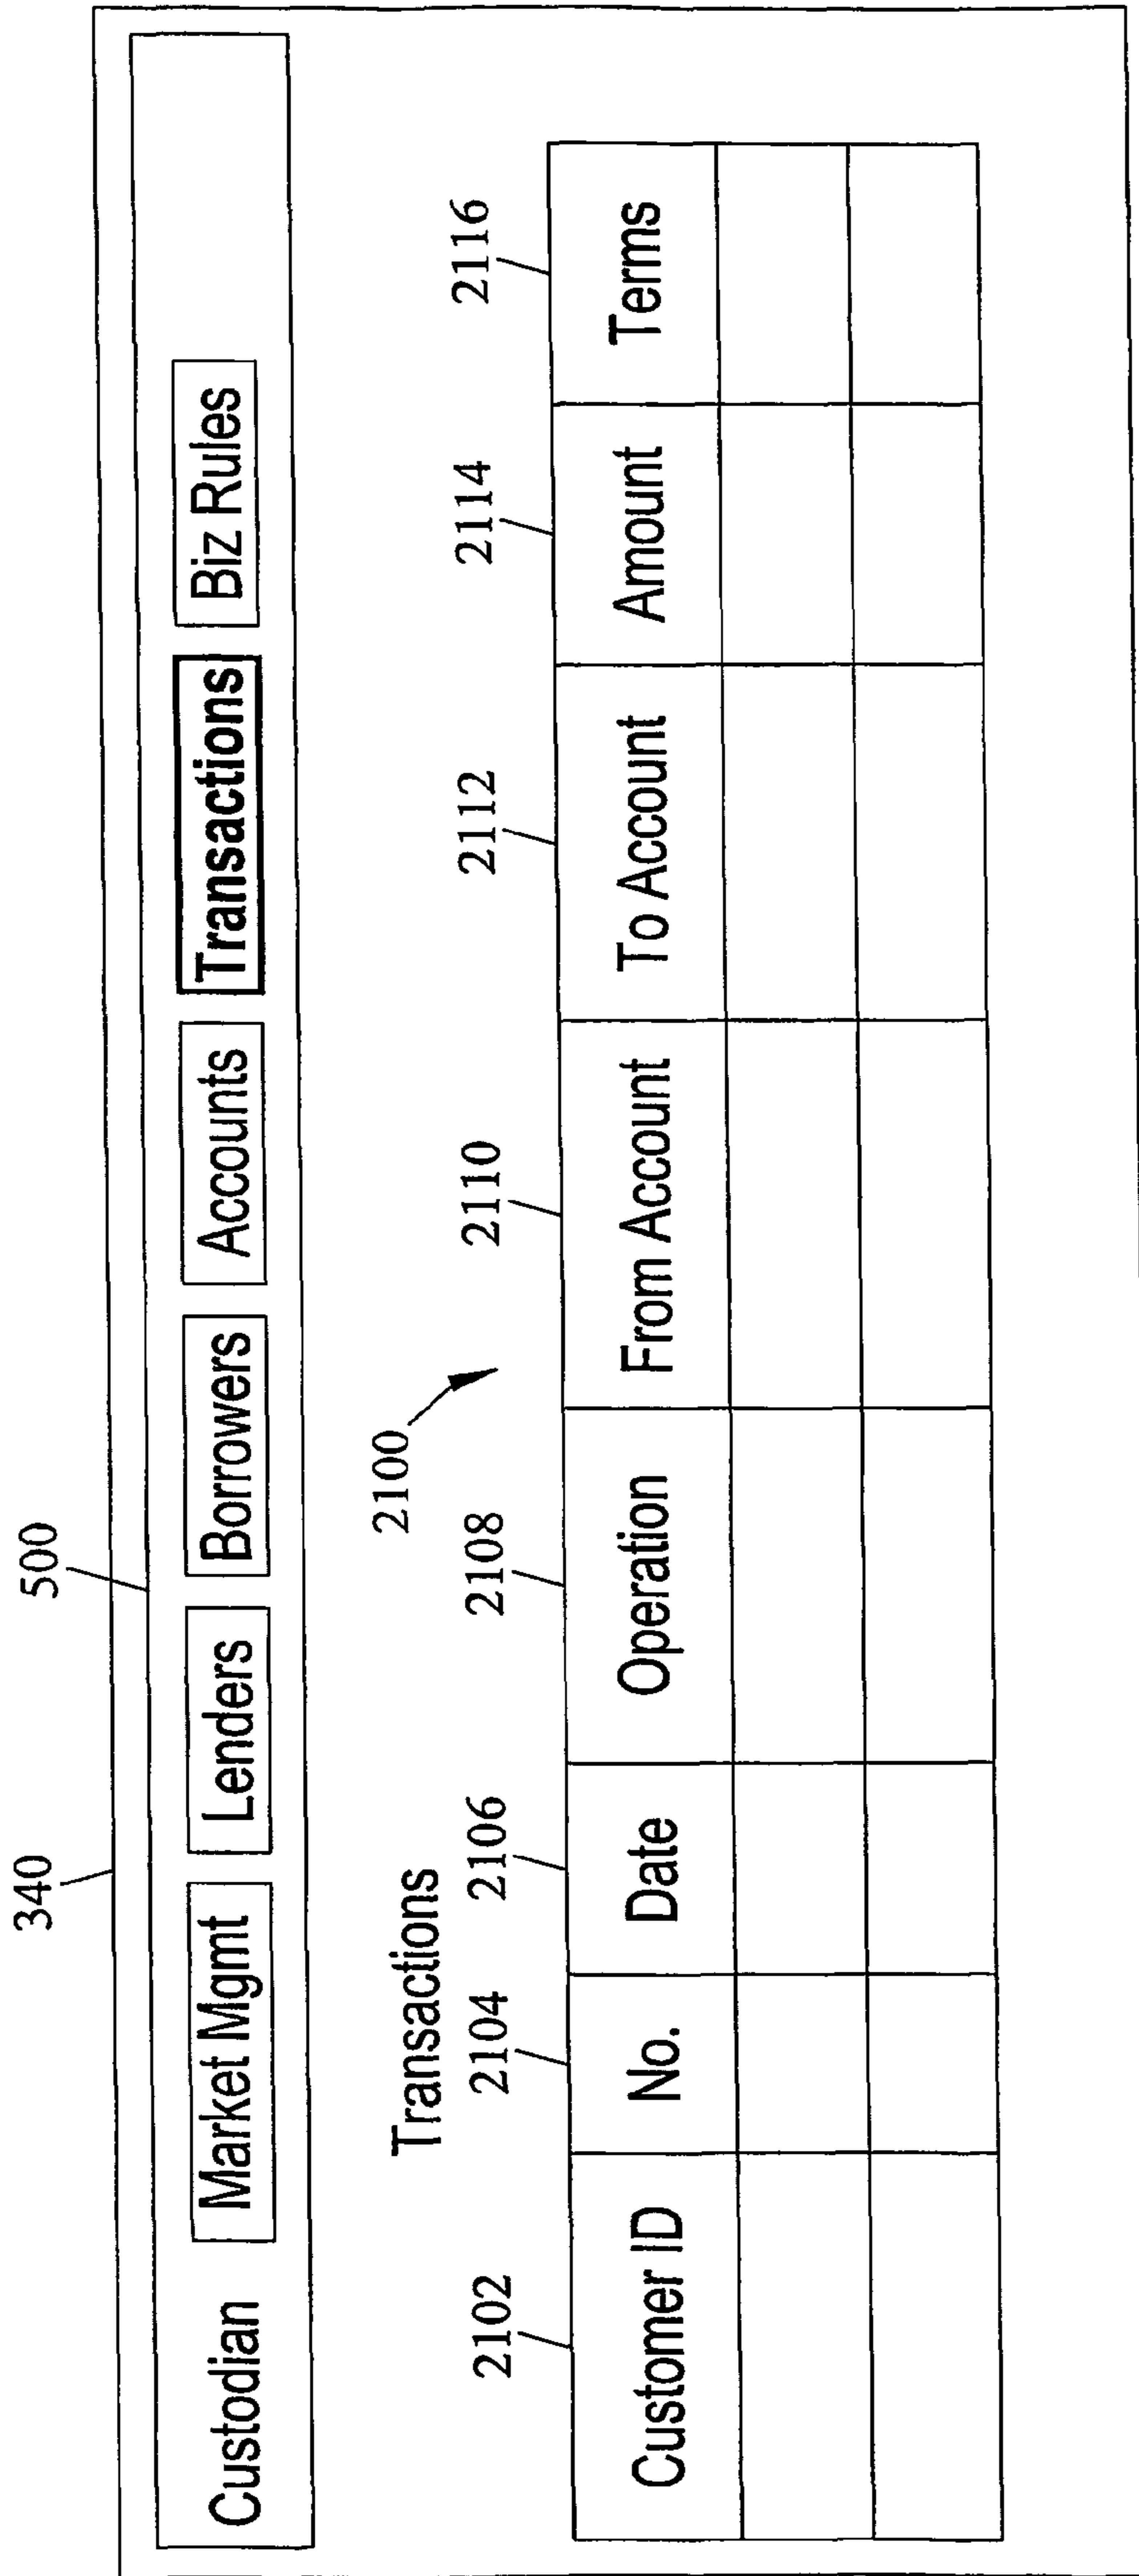 340 500
Custodian Market Mgmt Lenders Borrowers Accounts Transactions Biz Rules
2100
Transactions
2102 2104 2106 2108 2110 2112 2114 2116
Customer ID No. Date Operation From Account To Account Amount Terms